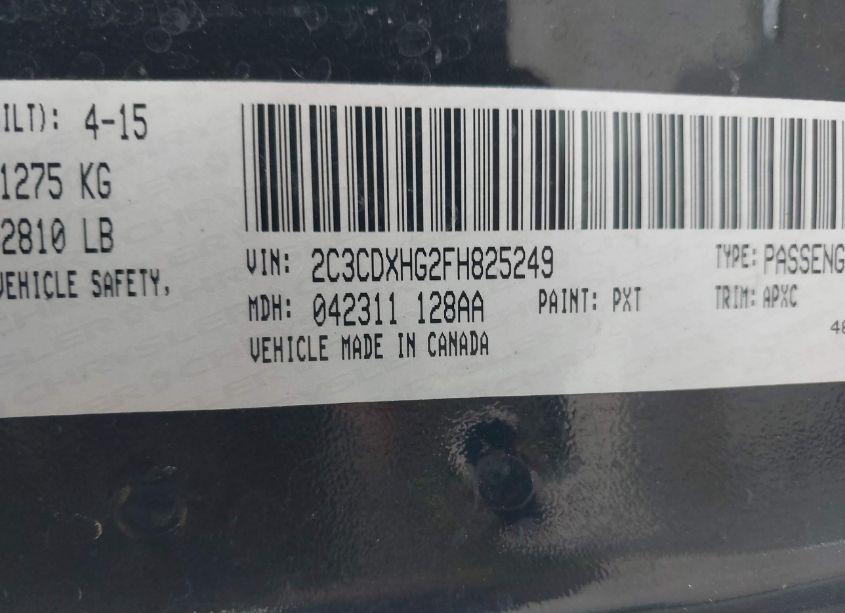 ILT): 4-15
1275 KG
2810 LB
VEHICLE SAFETY,
VIN: 2C3CDXHG2FH825249 TYPE: PASSENG
MDH: 042311 128AA PAINT: PXT TRIM: APXC
VEHICLE MADE IN CANADA
48